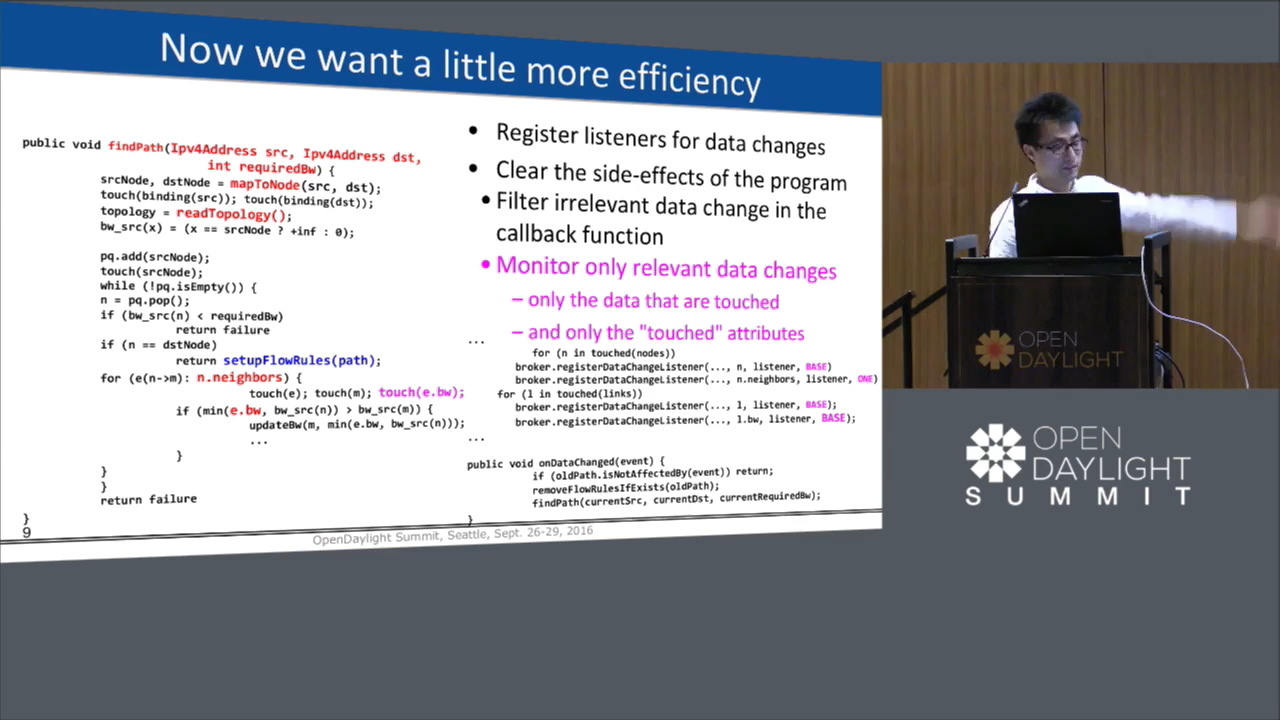 Now we want a little more efficiency
public void findPath(Ipv4Address src, Ipv4Address dst,
int requiredBw) {
srcNode, dstNode = mapToNode(src, dst);
touch(binding(src)); touch(binding(dst));
topology = readTopology();
bw_src(x) = (x == srcNode ? +inf : 0);
pq.add(srcNode);
touch(srcNode);
while (!pq.isEmpty()) {
n = pq.pop();
if (bw_src(n) < requiredBw)
return failure
if (n == dstNode)
return setupFlowRules(path);
for (e(n->m): n.neighbors) {
touch(e); touch(m); touch(e.bw);
if (min(e.bw, bw_src(n)) > bw_src(m)) {
updateBw(m, min(e.bw, bw_src(n)));
...
}
}
}
return failure
}
• Register listeners for data changes
• Clear the side-effects of the program
• Filter irrelevant data change in the
callback function
• Monitor only relevant data changes
– only the data that are touched
– and only the "touched" attributes
...
for (n in touched(nodes))
broker.registerDataChangeListener(..., n, listener, BASE)
broker.registerDataChangeListener(..., n.neighbors, listener, ONE)
for (l in touched(links))
broker.registerDataChangeListener(..., l, listener, BASE);
broker.registerDataChangeListener(..., l.bw, listener, BASE);
...
public void onDataChanged(event) {
if (oldPath.isNotAffectedBy(event)) return;
removeFlowRulesIfExists(oldPath);
findPath(currentSrc, currentDst, currentRequiredBw);
}
9
OpenDaylight Summit, Seattle, Sept. 26-29, 2016
OPEN
DAYLIGHT
OPEN
DAYLIGHT
SUMMIT